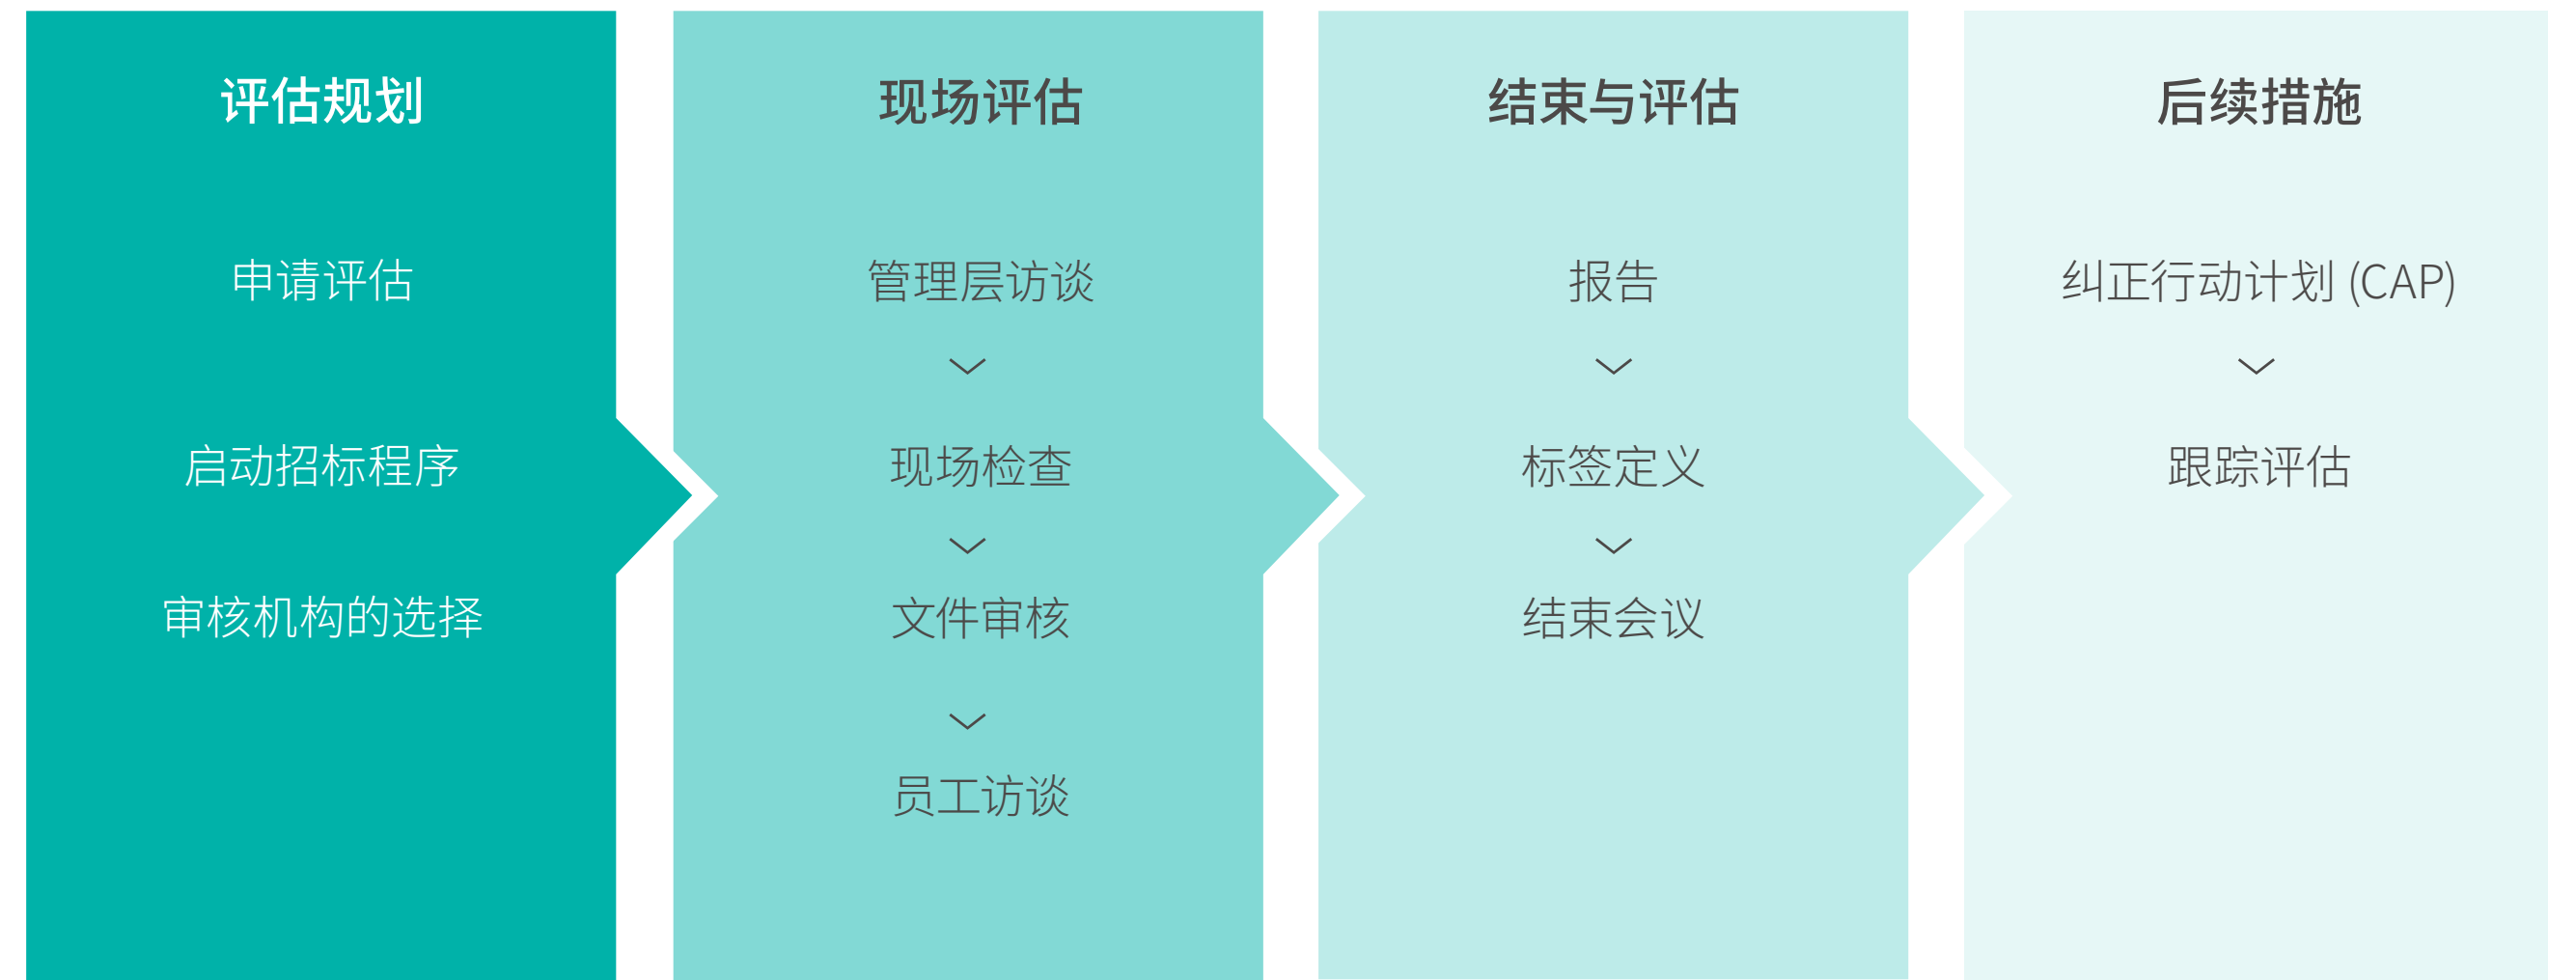 评估规划
申请评估
启动招标程序
审核机构的选择
现场评估
管理层访谈
现场检查
文件审核
员工访谈
结束与评估
报告
标签定义
结束会议
后续措施
纠正行动计划 (CAP)
跟踪评估